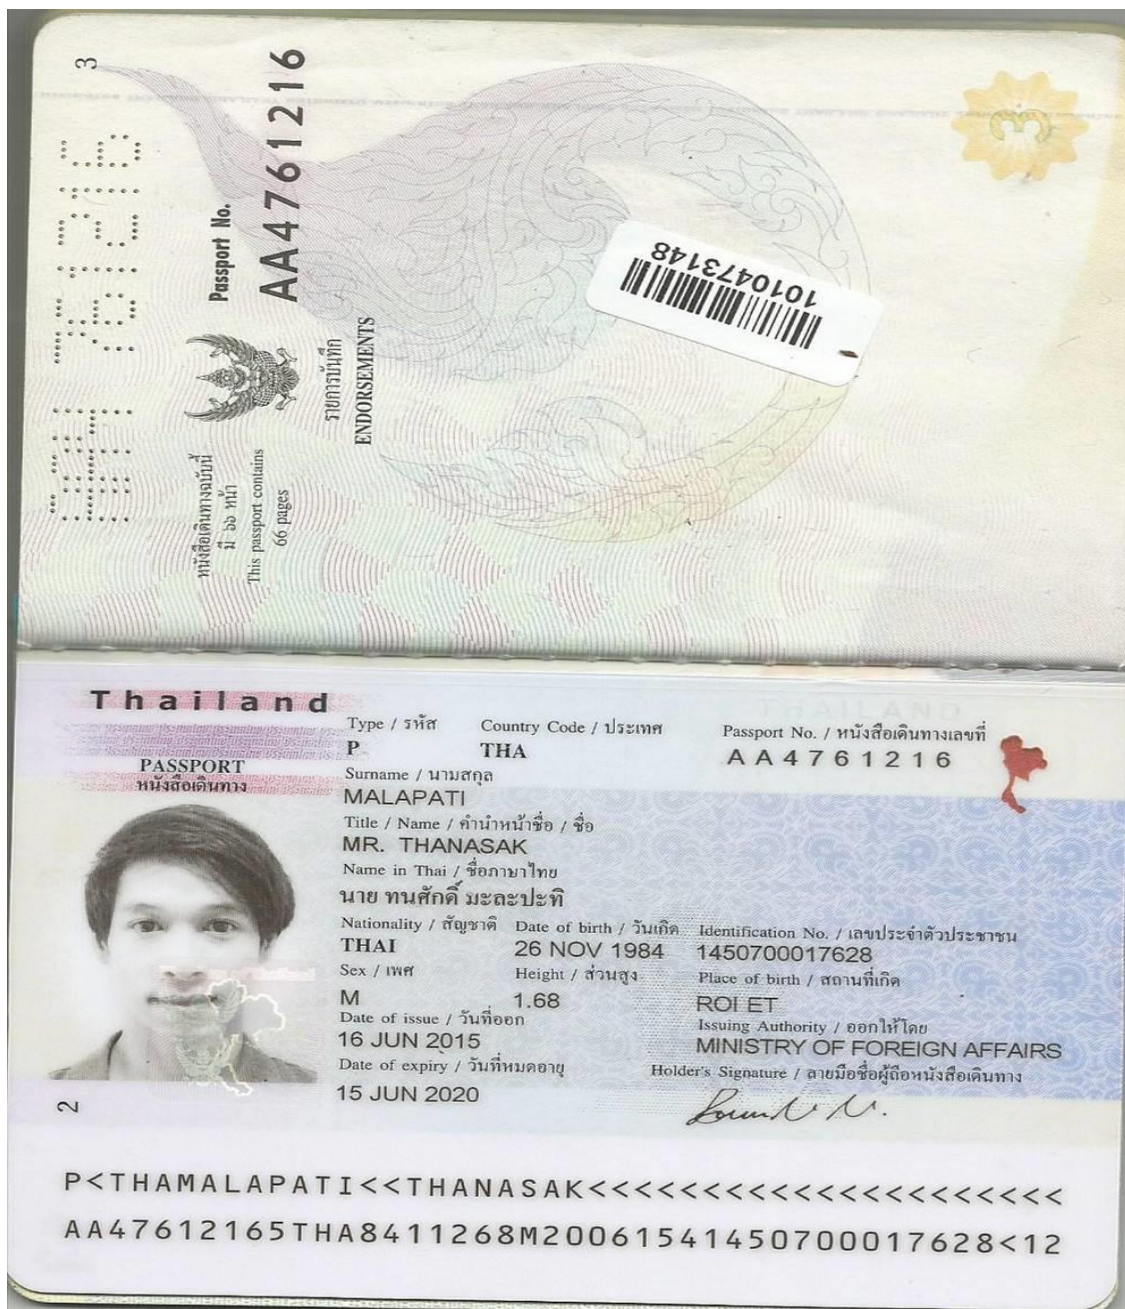 3
AA4761216
Passport No.
AA4761216
หนังสือเดินทางฉบับนี้
มี ๖๖ หน้า
This passport contains
66 pages
รายการบันทึก
ENDORSEMENTS
1010473148
3
Thailand
THAILAND
PASSPORT
หนังสือเดินทาง
Type / รหัส Country Code / ประเทศ Passport No. / หนังสือเดินทางเลขที่
P THA AA4761216
Surname / นามสกุล
MALAPATI
Title / Name / คำนำหน้าชื่อ / ชื่อ
MR. THANASAK
Name in Thai / ชื่อภาษาไทย
นาย ทนศักดิ์ มะละปะทิ
Nationality / สัญชาติ Date of birth / วันเกิด Identification No. / เลขประจำตัวประชาชน
THAI 26 NOV 1984 1450700017628
Sex / เพศ Height / ส่วนสูง Place of birth / สถานที่เกิด
M 1.68 ROI ET
Date of issue / วันที่ออก Issuing Authority / ออกให้โดย
16 JUN 2015 MINISTRY OF FOREIGN AFFAIRS
Date of expiry / วันที่หมดอายุ Holder's Signature / ลายมือชื่อผู้ถือหนังสือเดินทาง
15 JUN 2020
2
P<THAMALAPATI<<THANASAK<<<<<<<<<<<<<<<<<<<<<
AA47612165THA8411268M20061541450700017628<12